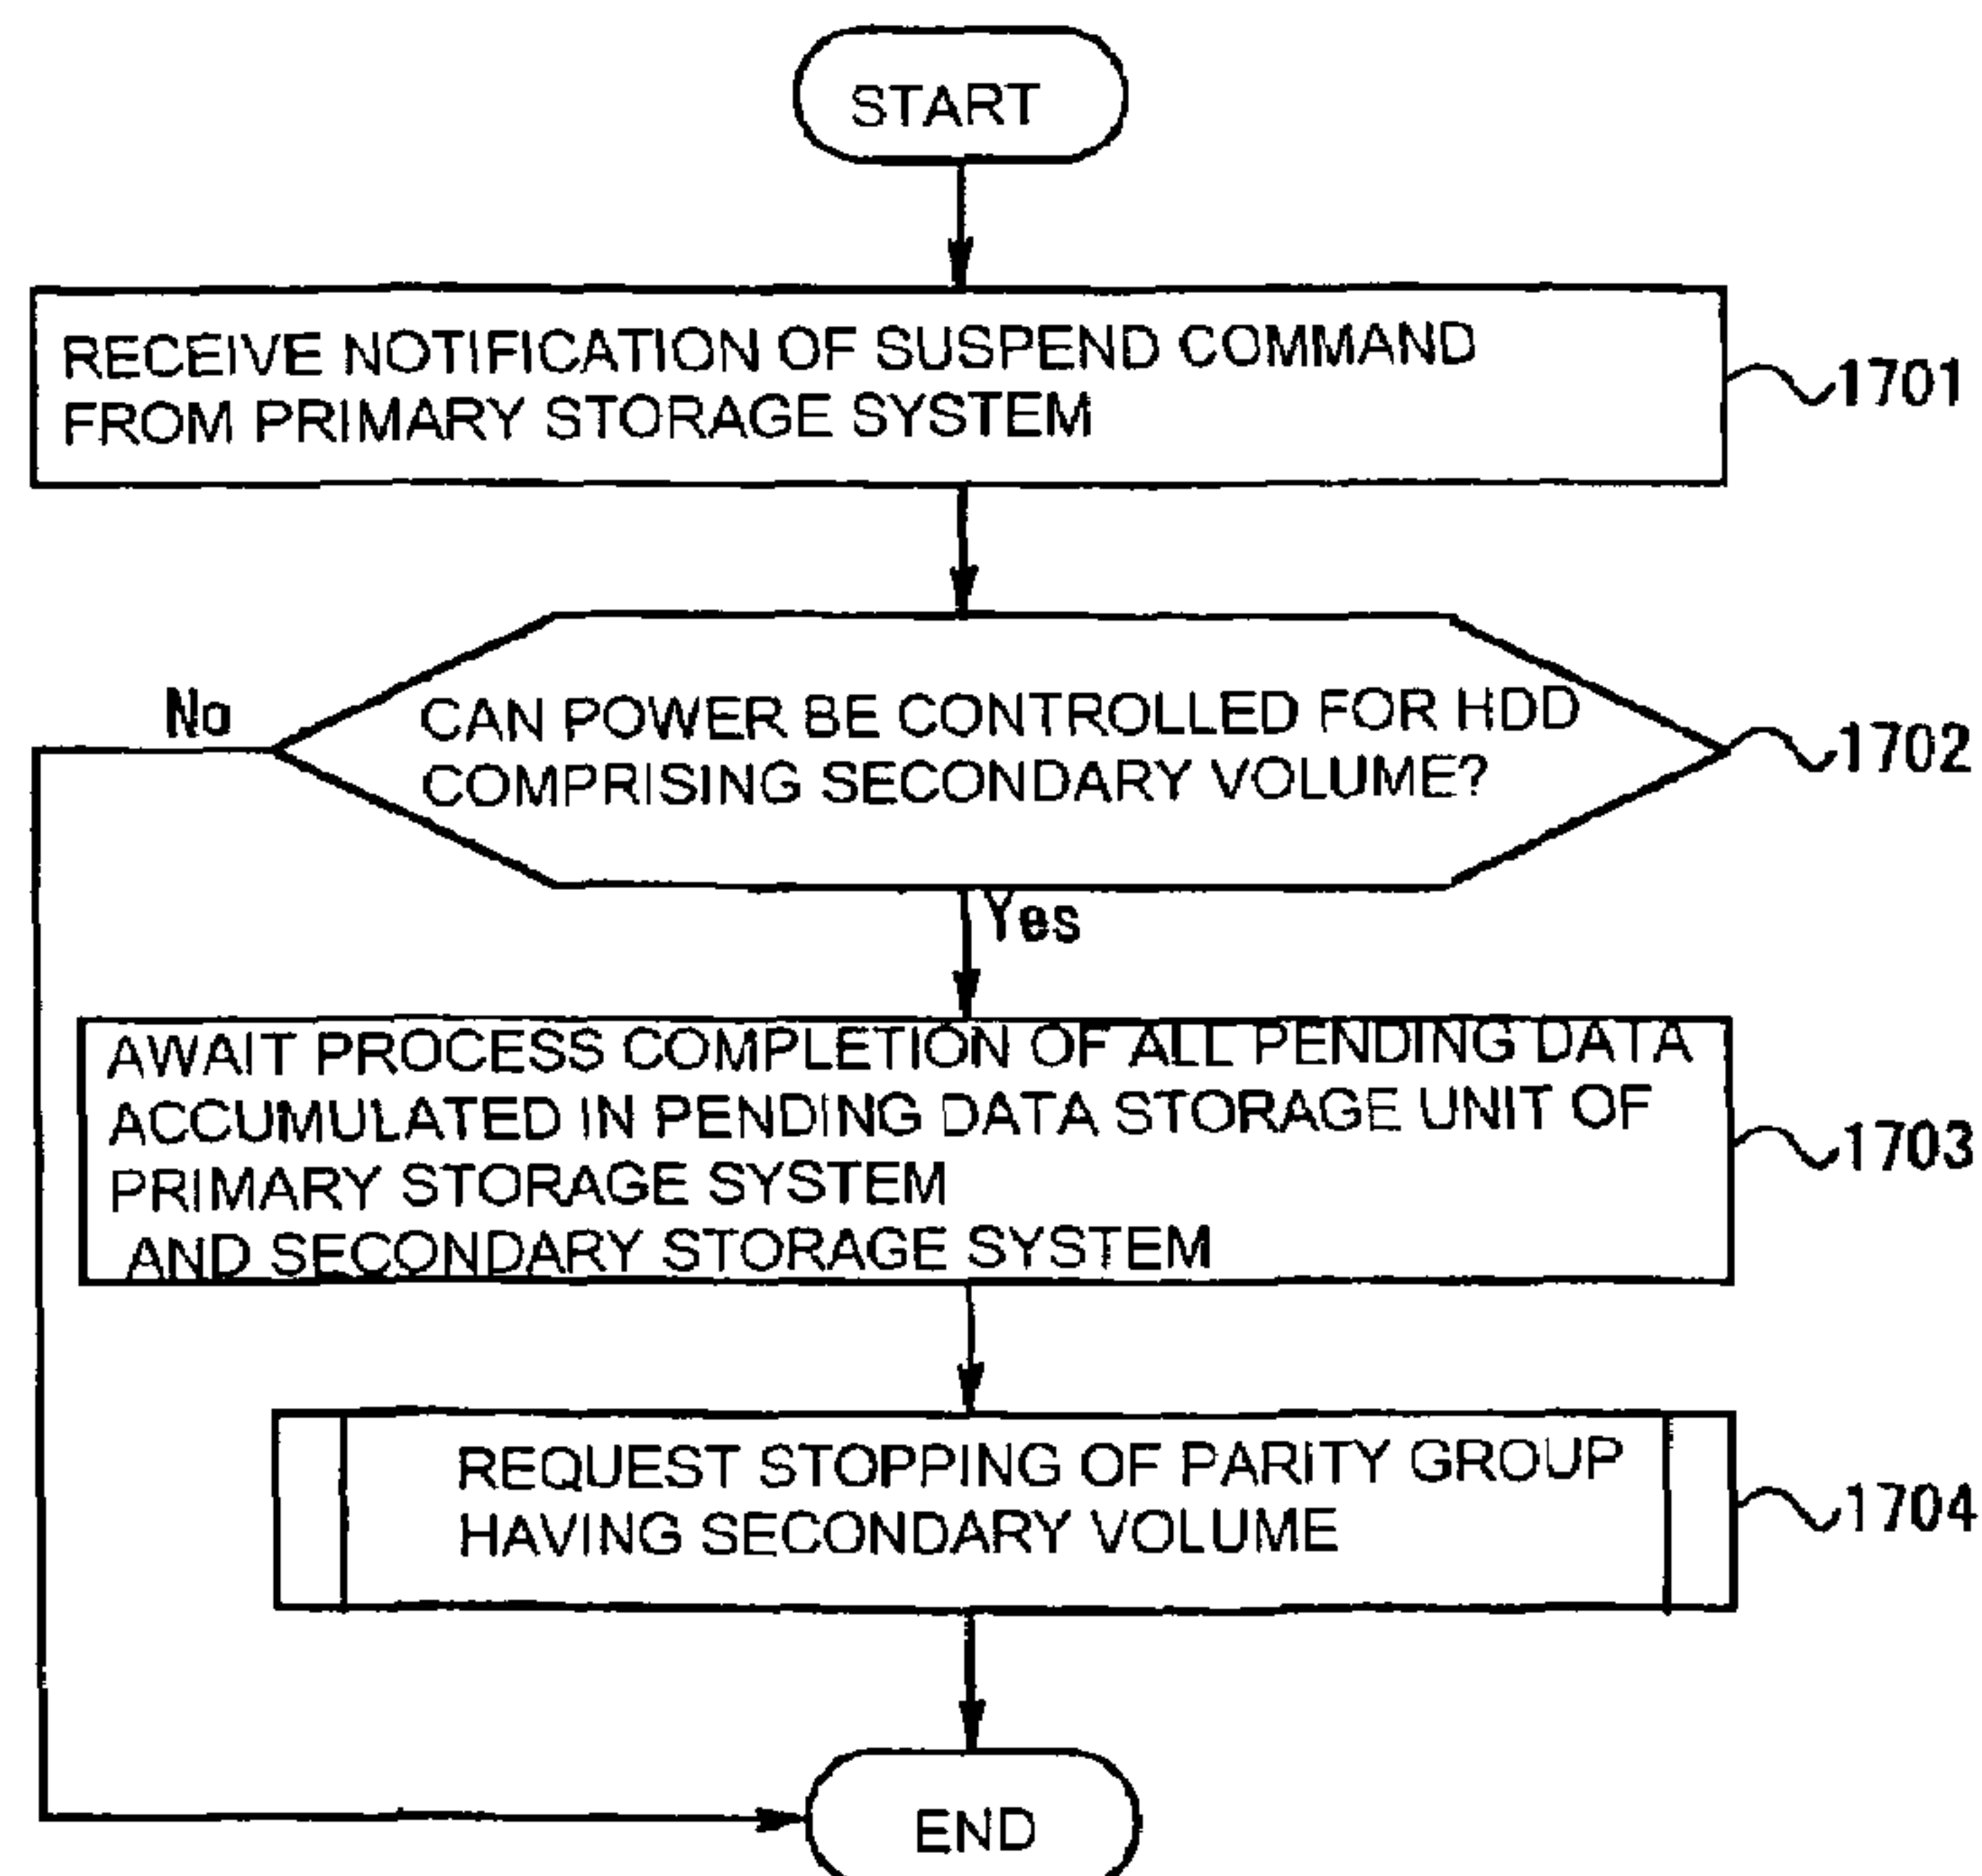 START
RECEIVE NOTIFICATION OF SUSPEND COMMAND
FROM PRIMARY STORAGE SYSTEM
1701
No
CAN POWER BE CONTROLLED FOR HDD
COMPRISING SECONDARY VOLUME?
1702
Yes
AWAIT PROCESS COMPLETION OF ALL PENDING DATA
ACCUMULATED IN PENDING DATA STORAGE UNIT OF
PRIMARY STORAGE SYSTEM
AND SECONDARY STORAGE SYSTEM
1703
REQUEST STOPPING OF PARITY GROUP
HAVING SECONDARY VOLUME
1704
END